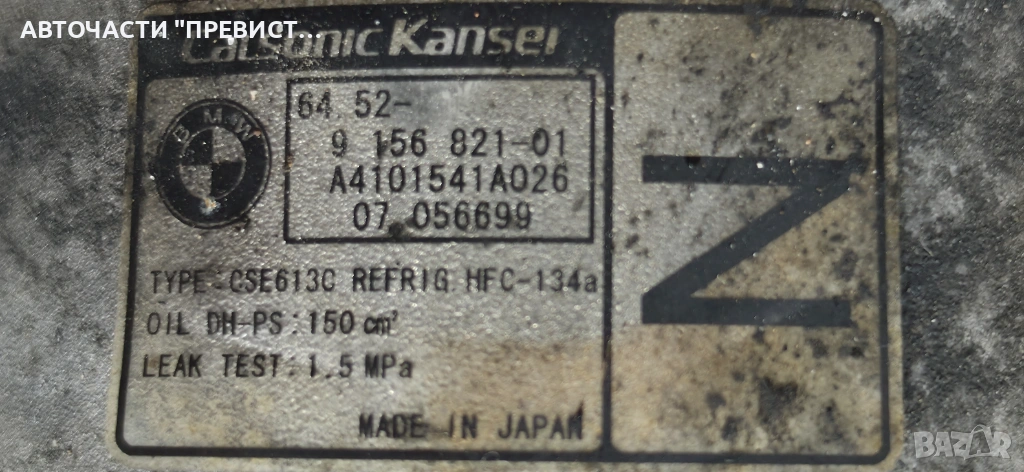 АВТОЧАСТИ "ПРЕВИСТ...
Calsonic Kansei
BMW
64 52-
9 156 821-01
A4101541A026
07 056699
N
TYPE:CSE613C REFRIG HFC-134a
OIL DH-PS:150 cm³
LEAK TEST:1.5 MPa
MADE IN JAPAN
BAZAR